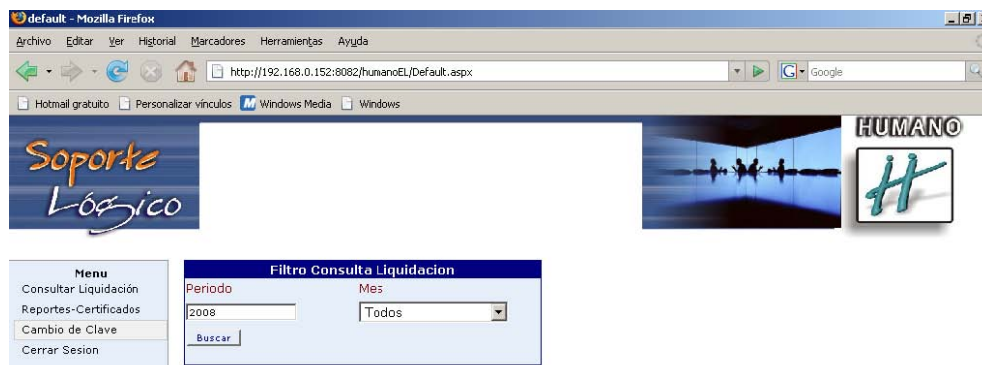 default - Mozilla Firefox
Archivo Editar Ver Historial Marcadores Herramientas Ayuda
http://192.168.0.152:8082/humanoEL/Default.aspx
G Google
Hotmail gratuito Personalizar vínculos Windows Media Windows
Soporte
Lógico
HUMANO
H
Menu
Consultar Liquidación
Reportes-Certificados
Cambio de Clave
Cerrar Sesion
Filtro Consulta Liquidacion
Periodo Mes
2008 Todos
Buscar